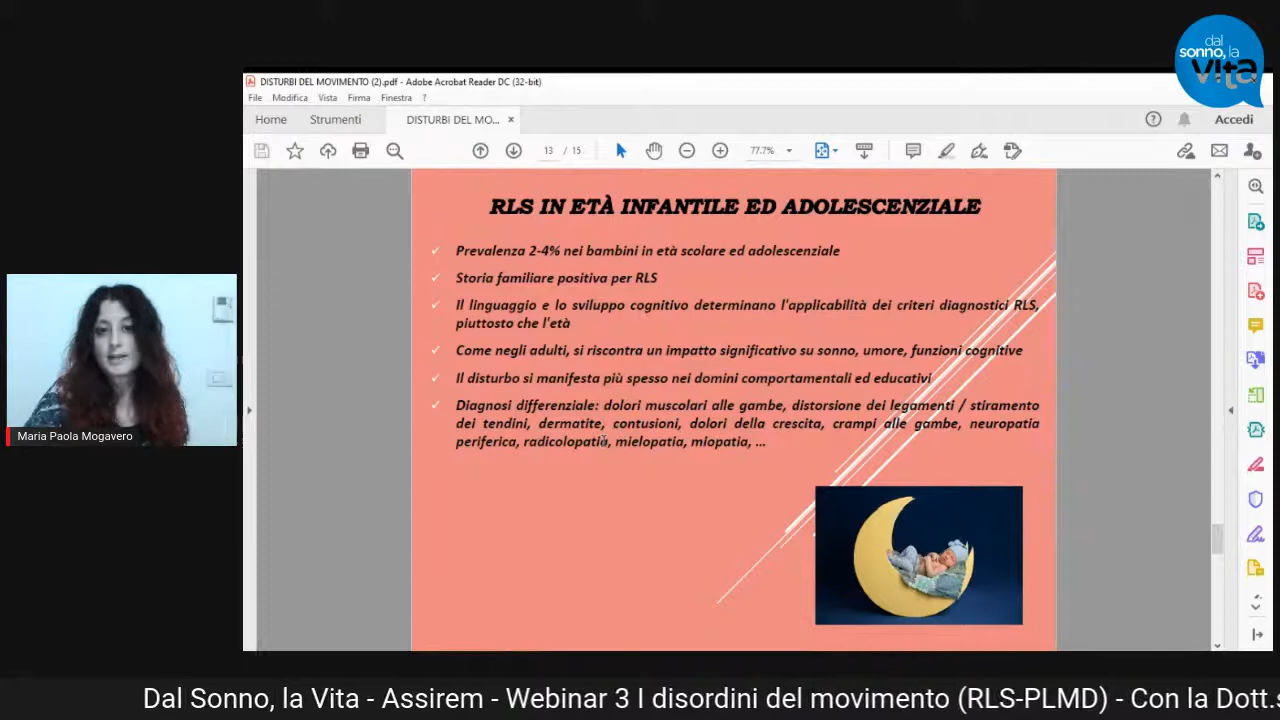 dal
sonno, la
vita
DISTURBI DEL MOVIMENTO (2).pdf - Adobe Acrobat Reader DC (32-bit)
File Modifica Vista Firma Finestra ?
Home Strumenti DISTURBI DEL MO... × Accedi
13 / 15 77.7%
RLS IN ETÀ INFANTILE ED ADOLESCENZIALE
Prevalenza 2-4% nei bambini in età scolare ed adolescenziale
Storia familiare positiva per RLS
Il linguaggio e lo sviluppo cognitivo determinano l'applicabilità dei criteri diagnostici RLS,
piuttosto che l'età
Come negli adulti, si riscontra un impatto significativo su sonno, umore, funzioni cognitive
Il disturbo si manifesta più spesso nei domini comportamentali ed educativi
Diagnosi differenziale: dolori muscolari alle gambe, distorsione dei legamenti / stiramento
dei tendini, dermatite, contusioni, dolori della crescita, crampi alle gambe, neuropatia
periferica, radicolopatia, mielopatia, miopatia, ...
Maria Paola Mogavero
Dal Sonno, la Vita - Assirem - Webinar 3 I disordini del movimento (RLS-PLMD) - Con la Dott.s